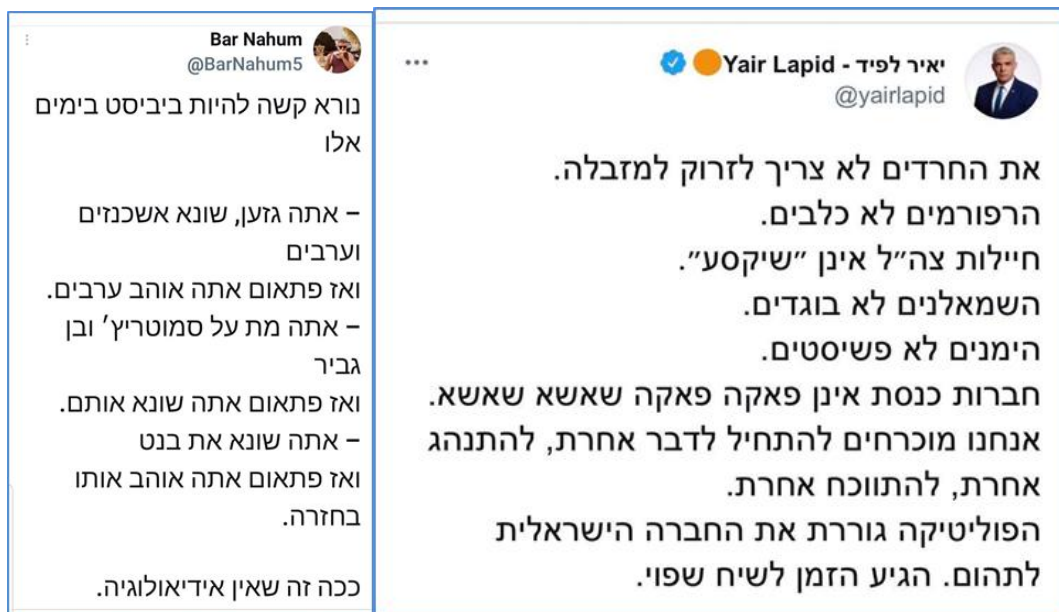 יאיר לפיד - Yair Lapid
@yairlapid
את החרדים לא צריך לזרוק למזבלה.
הרפורמים לא כלבים.
חיילות צה״ל אינן ״שיקסע״.
השמאלנים לא בוגדים.
הימנים לא פשיסטים.
חברות כנסת אינן פאקה פאקה שאשא שאשא.
אנחנו מוכרחים להתחיל לדבר אחרת, להתנהג
אחרת, להתווכח אחרת.
הפוליטיקה גוררת את החברה הישראלית
לתהום. הגיע הזמן לשיח שפוי.
Bar Nahum
@BarNahum5
נורא קשה להיות ביביסט בימים
אלו
– אתה גזען, שונא אשכנזים
וערבים
ואז פתאום אתה אוהב ערבים.
– אתה מת על סמוטריץ׳ ובן
גביר
ואז פתאום אתה שונא אותם.
– אתה שונא את בנט
ואז פתאום אתה אוהב אותו
בחזרה.
ככה זה שאין אידיאולוגיה.